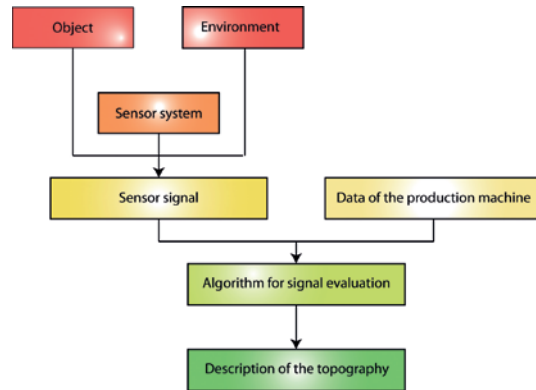 Object
Environment
Sensor system
Sensor signal
Data of the production machine
Algorithm for signal evaluation
Description of the topography